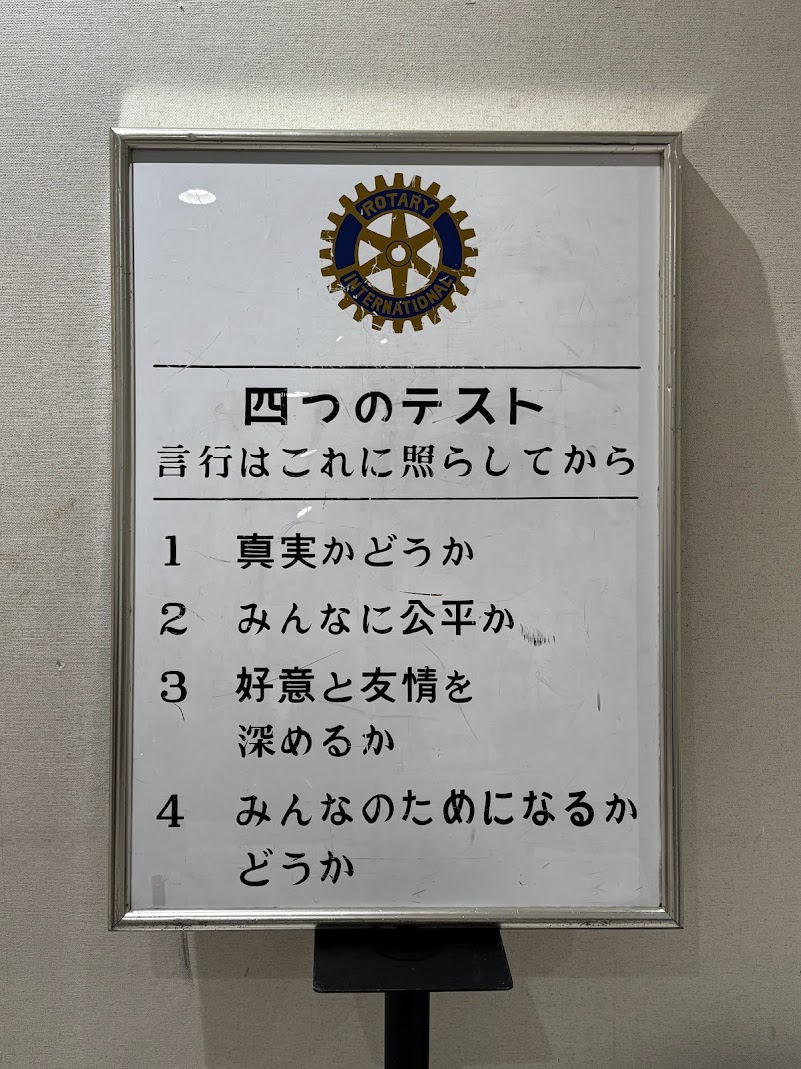 ROTARY
INTERNATIONAL
四つのテスト
言行はこれに照らしてから
1 真実かどうか
2 みんなに公平か
3 好意と友情を
深めるか
4 みんなのためになるか
どうか